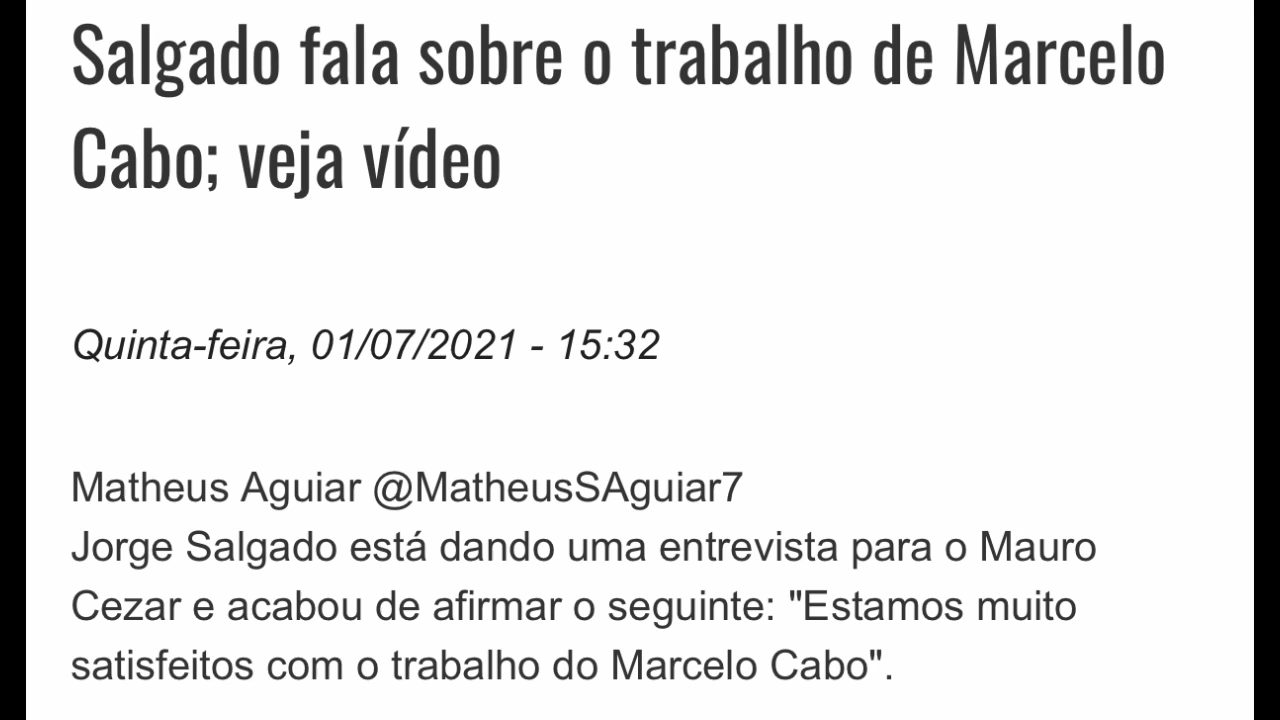 Salgado fala sobre o trabalho de Marcelo
Cabo; veja vídeo
Quinta-feira, 01/07/2021 - 15:32
Matheus Aguiar @MatheusSAguiar7
Jorge Salgado está dando uma entrevista para o Mauro
Cezar e acabou de afirmar o seguinte: "Estamos muito
satisfeitos com o trabalho do Marcelo Cabo".